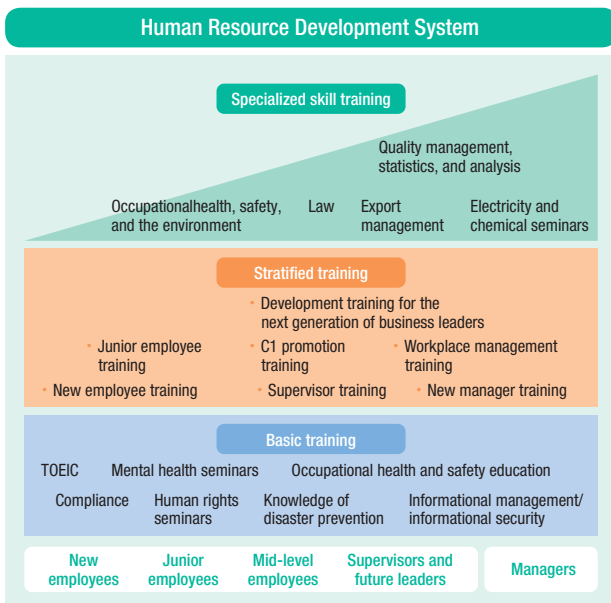 Human Resource Development System
Specialized skill training
Quality management,
statistics, and analysis
Occupationalhealth, safety,
and the environment
Law
Export
management
Electricity and
chemical seminars
Stratified training
・Development training for the
next generation of business leaders
・Junior employee
training
・C1 promotion
training
・Workplace management
training
・New employee training
・Supervisor training
・New manager training
Basic training
TOEIC
Mental health seminars
Occupational health and safety education
Compliance
Human rights
seminars
Knowledge of
disaster prevention
Informational management/
informational security
New
employees
Junior
employees
Mid-level
employees
Supervisors and
future leaders
Managers